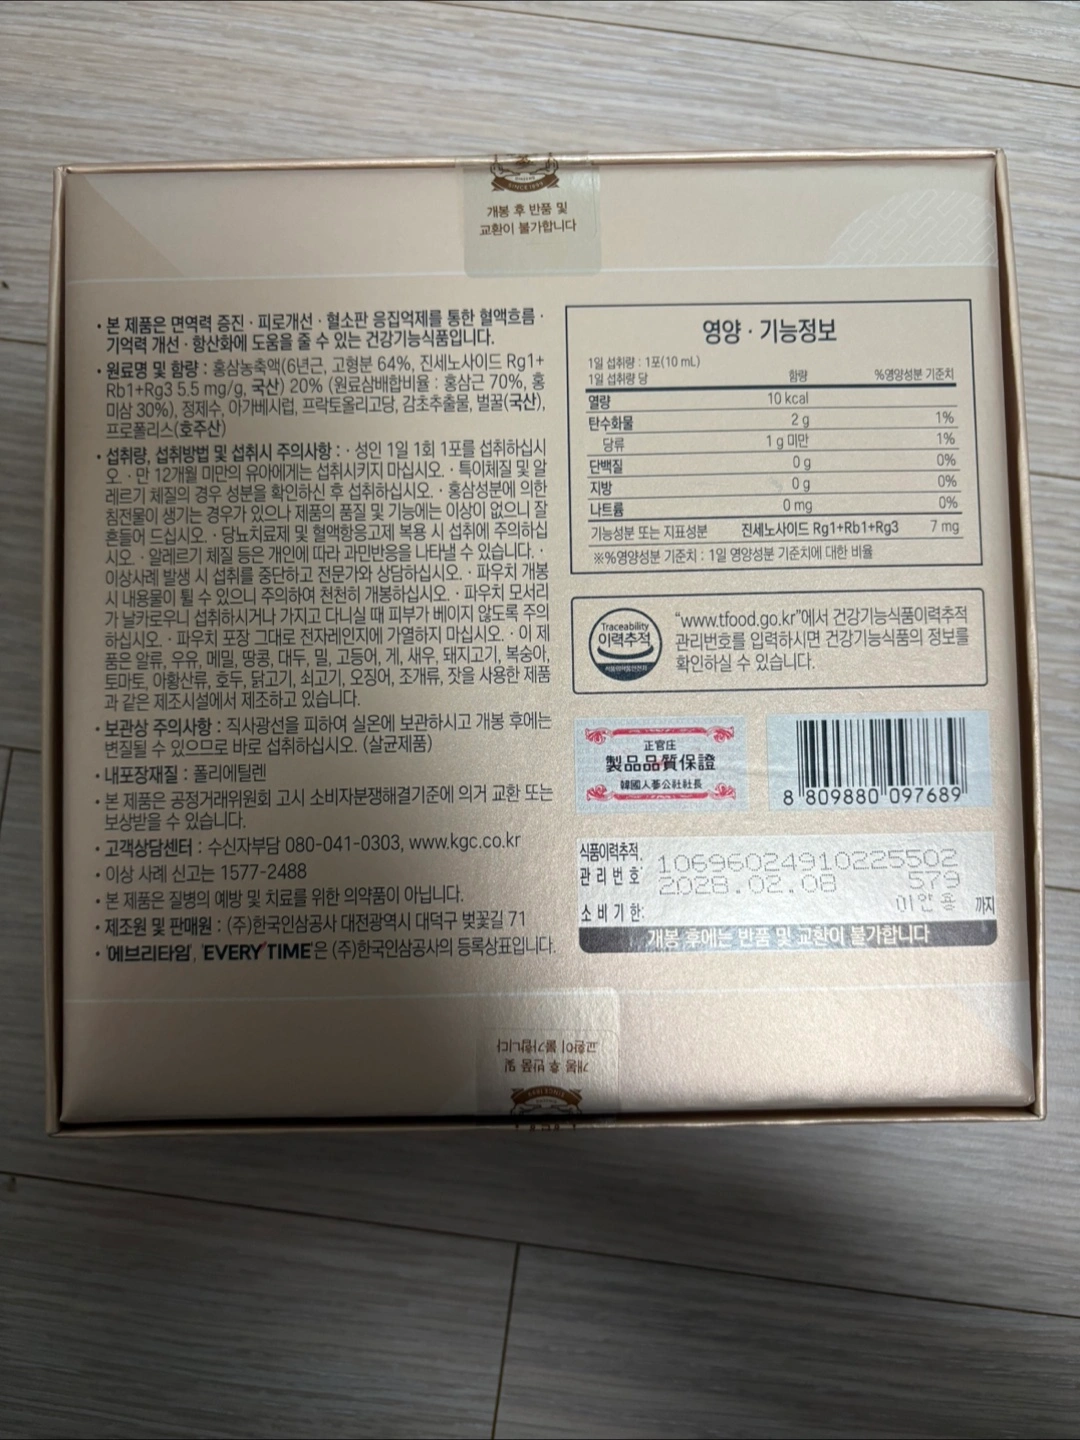 SINCE 1899
개봉 후 반품 및
교환이 불가합니다
• 본 제품은 면역력 증진 · 피로개선 · 혈소판 응집억제를 통한 혈액흐름 ·
기억력 개선 · 항산화에 도움을 줄 수 있는 건강기능식품입니다.
• 원료명 및 함량 : 홍삼농축액(6년근, 고형분 64%, 진세노사이드 Rg1+
Rb1+Rg3 5.5 mg/g, 국산) 20% (원료삼배합비율 : 홍삼근 70%, 홍
미삼 30%), 정제수, 아가베시럽, 프락토올리고당, 감초추출물, 벌꿀(국산),
프로폴리스(호주산)
• 섭취량, 섭취방법 및 섭취시 주의사항 : · 성인 1일 1회 1포를 섭취하십시
오. · 만 12개월 미만의 유아에게는 섭취시키지 마십시오. · 특이체질 및 알
레르기 체질의 경우 성분을 확인하신 후 섭취하십시오. · 홍삼성분에 의한
침전물이 생기는 경우가 있으나 제품의 품질 및 기능에는 이상이 없으니 잘
흔들어 드십시오. · 당뇨치료제 및 혈액항응고제 복용 시 섭취에 주의하십
시오. · 알레르기 체질 등은 개인에 따라 과민반응을 나타낼 수 있습니다. ·
이상사례 발생 시 섭취를 중단하고 전문가와 상담하십시오. · 파우치 개봉
시 내용물이 튈 수 있으니 주의하여 천천히 개봉하십시오. · 파우치 모서리
가 날카로우니 섭취하시거나 가지고 다니실 때 피부가 베이지 않도록 주의
하십시오. · 파우치 포장 그대로 전자레인지에 가열하지 마십시오. · 이 제
품은 알류, 우유, 메밀, 땅콩, 대두, 밀, 고등어, 게, 새우, 돼지고기, 복숭아,
토마토, 아황산류, 호두, 닭고기, 쇠고기, 오징어, 조개류, 잣을 사용한 제품
과 같은 제조시설에서 제조하고 있습니다.
• 보관상 주의사항 : 직사광선을 피하여 실온에 보관하시고 개봉 후에는
변질될 수 있으므로 바로 섭취하십시오. (살균제품)
• 내포장재질 : 폴리에틸렌
• 본 제품은 공정거래위원회 고시 소비자분쟁해결기준에 의거 교환 또는
보상받을 수 있습니다.
• 고객상담센터 : 수신자부담 080-041-0303, www.kgc.co.kr
• 이상 사례 신고는 1577-2488
• 본 제품은 질병의 예방 및 치료를 위한 의약품이 아닙니다.
• 제조원 및 판매원 : (주)한국인삼공사 대전광역시 대덕구 벚꽃길 71
• '에브리타임', 'EVERYTIME'은 (주)한국인삼공사의 등록상표입니다.
영양 · 기능정보
1일 섭취량 : 1포(10 mL)
1일 섭취량 당 함량 %영양성분 기준치
열량 10 kcal
탄수화물 2 g 1%
당류 1 g 미만 1%
단백질 0 g 0%
지방 0 g 0%
나트륨 0 mg 0%
기능성분 또는 지표성분 진세노사이드 Rg1+Rb1+Rg3 7 mg
※%영양성분 기준치 : 1일 영양성분 기준치에 대한 비율
Traceability
이력추적
식품의약품안전처
"www.tfood.go.kr"에서 건강기능식품이력추적
관리번호를 입력하시면 건강기능식품의 정보를
확인하실 수 있습니다.
正官庄
製品品質保證
韓國人蔘公社社長
8 809880 097689
식품이력추적 10696024910225502
관리번호 579
2028.02.08
소비기한: 이안용 까지
개봉 후에는 반품 및 교환이 불가합니다
개봉 후 반품 및
교환이 불가합니다
SINCE 1899